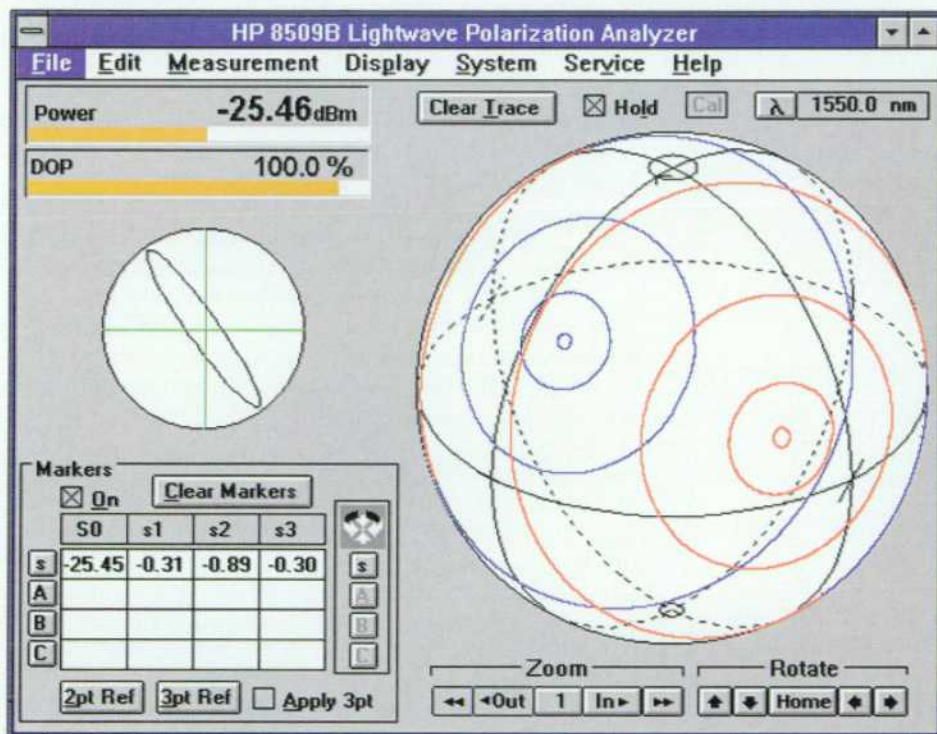 HP 8509B Lightwave Polarization Analyzer
File Edit Measurement Display System Service Help
Power -25.46dBm
DOP 100.0 %
Clear Trace Hold Cal λ 1550.0 nm
Markers
On Clear Markers
S0 s1 s2 s3
s -25.45 -0.31 -0.89 -0.30 s
A A
B B
C C
2pt Ref 3pt Ref Apply 3pt
Zoom
Out 1 In
Rotate
Home